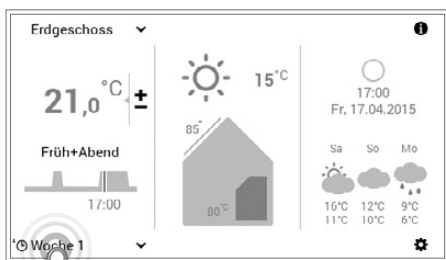 Erdgeschoss
21,0 °C ±
Früh+Abend
17:00
Woche 1
15°C
85°
80°C
17:00
Fr, 17.04.2015
Sa So Mo
16°C 12°C 9°C
11°C 10°C 6°C